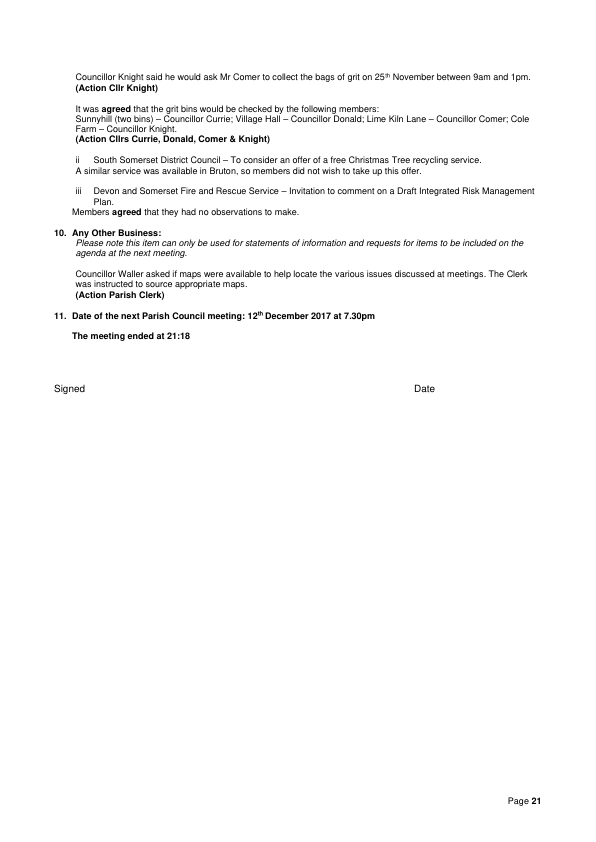 Councillor Knight said he would ask Mr Comer to collect the bags of grit on 25th November between 9am and 1pm.
(Action Cllr Knight)
It was agreed that the grit bins would be checked by the following members:
Sunnyhill (two bins) – Councillor Currie; Village Hall – Councillor Donald; Lime Kiln Lane – Councillor Comer; Cole
Farm – Councillor Knight.
(Action Cllrs Currie, Donald, Comer & Knight)
ii South Somerset District Council – To consider an offer of a free Christmas Tree recycling service.
A similar service was available in Bruton, so members did not wish to take up this offer.
iii Devon and Somerset Fire and Rescue Service – Invitation to comment on a Draft Integrated Risk Management
Plan.
Members agreed that they had no observations to make.
10. Any Other Business:
Please note this item can only be used for statements of information and requests for items to be included on the
agenda at the next meeting.
Councillor Waller asked if maps were available to help locate the various issues discussed at meetings. The Clerk
was instructed to source appropriate maps.
(Action Parish Clerk)
11. Date of the next Parish Council meeting: 12th December 2017 at 7.30pm
The meeting ended at 21:18
Signed Date
Page 21